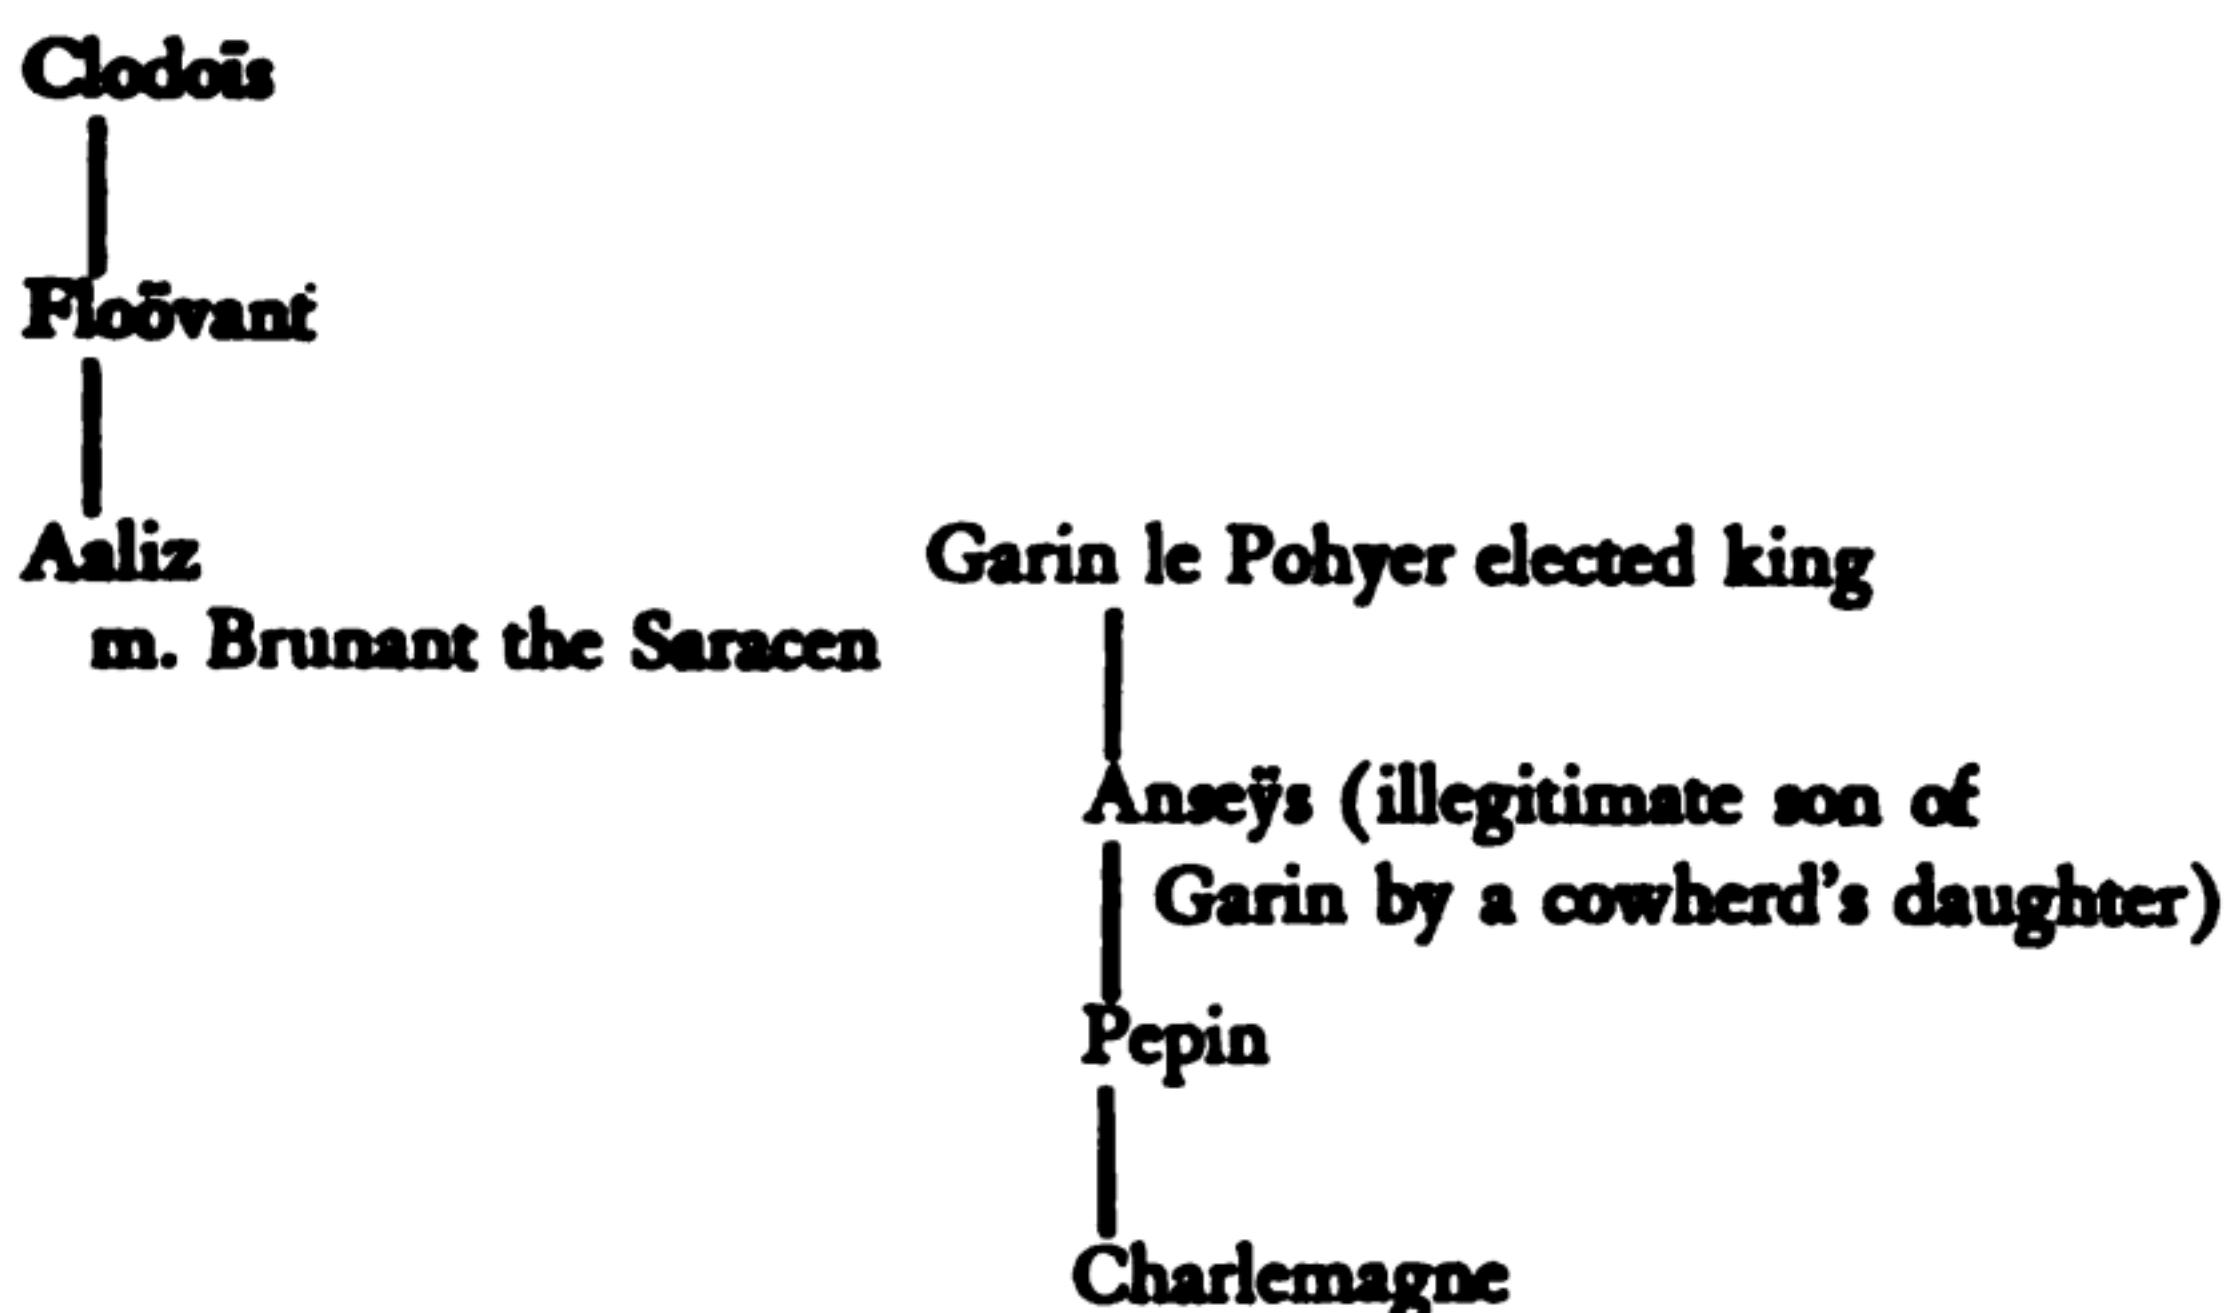 Clodoïs
Floövant
Aaliz
m. Brunant the Saracen
Garin le Pohyer elected king
Anseÿs (illegitimate son of
Garin by a cowherd's daughter)
Pepin
Charlemagne